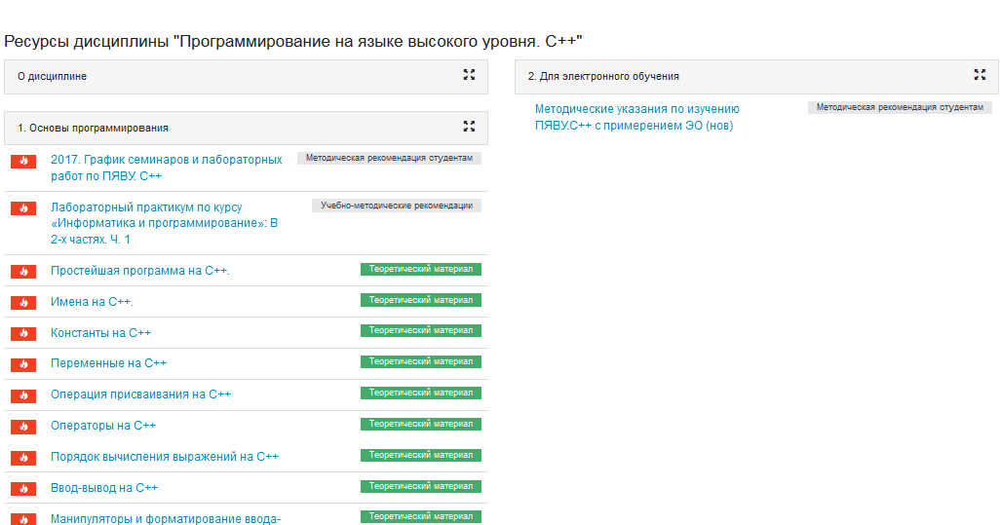 Ресурсы дисциплины "Программирование на языке высокого уровня. C++"
О дисциплине
1. Основы программирования
2017. График семинаров и лабораторных
работ по ПЯВУ. C++
Методическая рекомендация студентам
Лабораторный практикум по курсу
«Информатика и программирование»: В
2-х частях. Ч. 1
Учебно-методические рекомендации
Простейшая программа на C++.
Теоретический материал
Имена на C++.
Теоретический материал
Константы на C++
Теоретический материал
Переменные на C++
Теоретический материал
Операция присваивания на C++
Теоретический материал
Операторы на C++
Теоретический материал
Порядок вычисления выражений на C++
Теоретический материал
Ввод-вывод на C++
Теоретический материал
Манипуляторы и форматирование ввода-
Теоретический материал
2. Для электронного обучения
Методические указания по изучению
ПЯВУ.C++ с примерением ЭО (нов)
Методическая рекомендация студентам